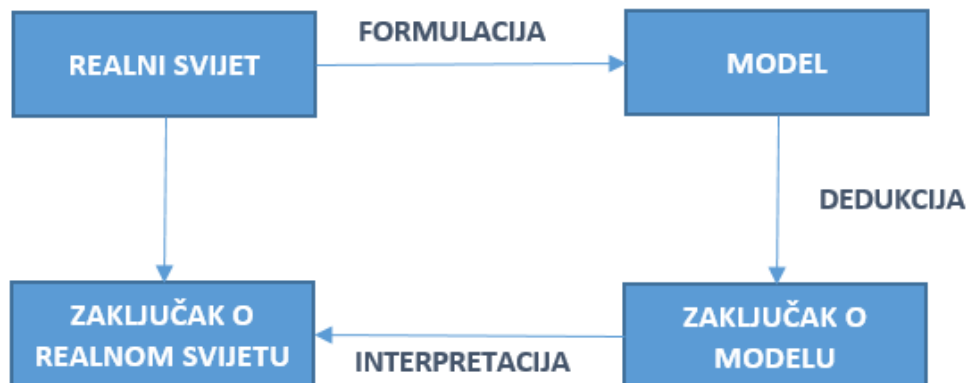 FORMULACIJA
REALNI SVIJET
MODEL
DEDUKCIJA
ZAKLJUČAK O
REALNOM SVIJETU
INTERPRETACIJA
ZAKLJUČAK O
MODELU